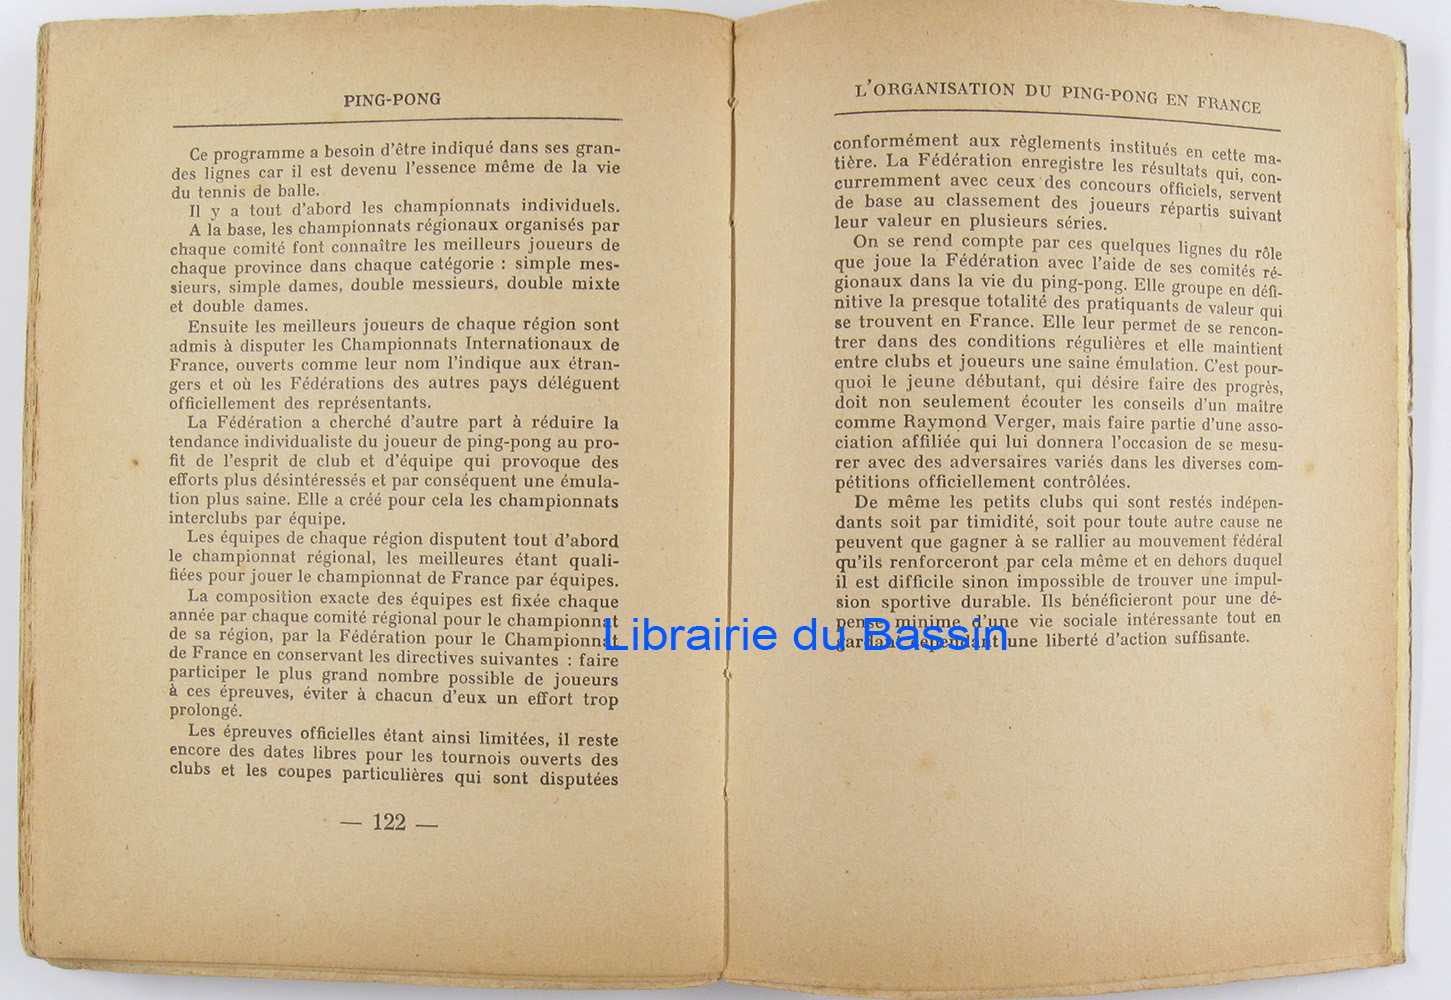 PING-PONG
Ce programme a besoin d'être indiqué dans ses gran-
des lignes car il est devenu l'essence même de la vie
du tennis de balle.
Il y a tout d'abord les championnats individuels.
A la base, les championnats régionaux organisés par
chaque comité font connaître les meilleurs joueurs de
chaque province dans chaque catégorie : simple mes-
sieurs, simple dames, double messieurs, double mixte
et double dames.
Ensuite les meilleurs joueurs de chaque région sont
admis à disputer les Championnats Internationaux de
France, ouverts comme leur nom l'indique aux étran-
gers et où les Fédérations des autres pays délèguent
officiellement des représentants.
La Fédération a cherché d'autre part à réduire la
tendance individualiste du joueur de ping-pong au pro-
fit de l'esprit de club et d'équipe qui provoque des
efforts plus désintéressés et par conséquent une émula-
tion plus saine. Elle a créé pour cela les championnats
interclubs par équipe.
Les équipes de chaque région disputent tout d'abord
le championnat régional, les meilleures étant quali-
fiées pour jouer le championnat de France par équipes.
La composition exacte des équipes est fixée chaque
année par chaque comité régional pour le championnat
de sa région, par la Fédération pour le Championnat
de France en conservant les directives suivantes : faire
participer le plus grand nombre possible de joueurs
à ces épreuves, éviter à chacun d'eux un effort trop
prolongé.
Les épreuves officielles étant ainsi limitées, il reste
encore des dates libres pour les tournois ouverts des
clubs et les coupes particulières qui sont disputées
— 122 —
L'ORGANISATION DU PING-PONG EN FRANCE
conformément aux règlements institués en cette ma-
tière. La Fédération enregistre les résultats qui, con-
curremment avec ceux des concours officiels, servent
de base au classement des joueurs répartis suivant
leur valeur en plusieurs séries.
On se rend compte par ces quelques lignes du rôle
que joue la Fédération avec l'aide de ses comités ré-
gionaux dans la vie du ping-pong. Elle groupe en défi-
nitive la presque totalité des pratiquants de valeur qui
se trouvent en France. Elle leur permet de se rencon-
trer dans des conditions régulières et elle maintient
entre clubs et joueurs une saine émulation. C'est pour-
quoi le jeune débutant, qui désire faire des progrès,
doit non seulement écouter les conseils d'un maître
comme Raymond Verger, mais faire partie d'une asso-
ciation affiliée qui lui donnera l'occasion de se mesu-
rer avec des adversaires variés dans les diverses com-
pétitions officiellement contrôlées.
De même les petits clubs qui sont restés indépen-
dants soit par timidité, soit pour toute autre cause ne
peuvent que gagner à se rallier au mouvement fédéral
qu'ils renforceront par cela même et en dehors duquel
il est difficile sinon impossible de trouver une impul-
sion sportive durable. Ils bénéficieront pour une dé-
pense minime d'une vie sociale intéressante tout en
gardant cependant une liberté d'action suffisante.
Librairie du Bassin